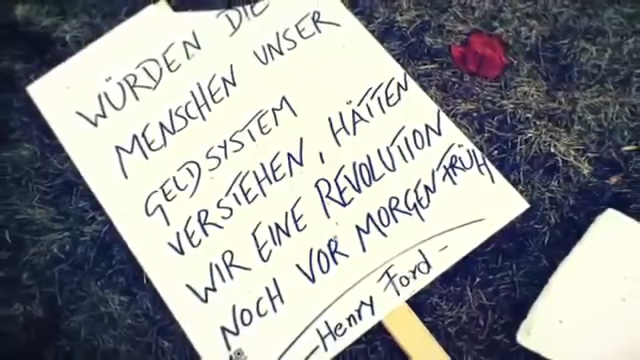 WÜRDEN DIE
MENSCHEN UNSER
GELDSYSTEM
VERSTEHEN, HÄTTEN
WIR EINE REVOLUTION
NOCH VOR MORGEN FRÜH
- Henry Ford -